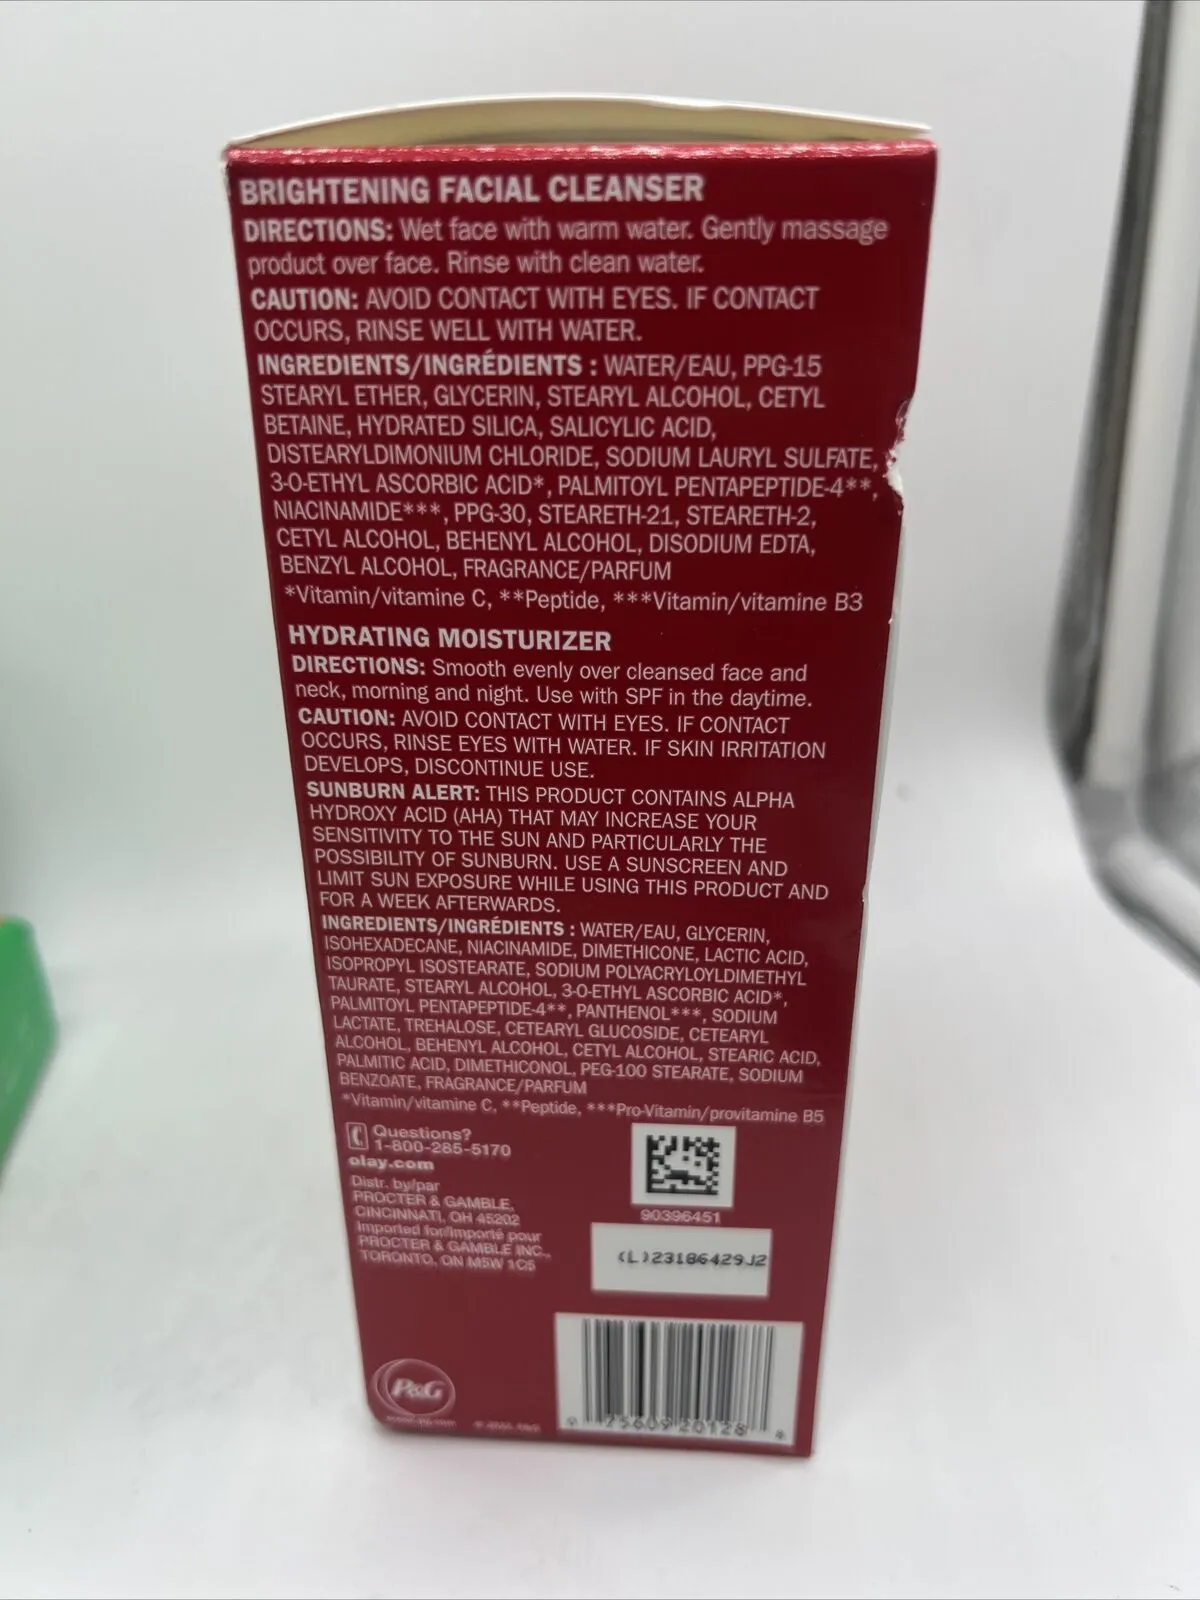 BRIGHTENING FACIAL CLEANSER
DIRECTIONS: Wet face with warm water. Gently massage
product over face. Rinse with clean water.
CAUTION: AVOID CONTACT WITH EYES. IF CONTACT
OCCURS, RINSE WELL WITH WATER.
INGREDIENTS/INGRÉDIENTS : WATER/EAU, PPG-15
STEARYL ETHER, GLYCERIN, STEARYL ALCOHOL, CETYL
BETAINE, HYDRATED SILICA, SALICYLIC ACID,
DISTEARYLDIMONIUM CHLORIDE, SODIUM LAURYL SULFATE,
3-O-ETHYL ASCORBIC ACID*, PALMITOYL PENTAPEPTIDE-4**,
NIACINAMIDE***, PPG-30, STEARETH-21, STEARETH-2,
CETYL ALCOHOL, BEHENYL ALCOHOL, DISODIUM EDTA,
BENZYL ALCOHOL, FRAGRANCE/PARFUM
*Vitamin/vitamine C, **Peptide, ***Vitamin/vitamine B3
HYDRATING MOISTURIZER
DIRECTIONS: Smooth evenly over cleansed face and
neck, morning and night. Use with SPF in the daytime.
CAUTION: AVOID CONTACT WITH EYES. IF CONTACT
OCCURS, RINSE EYES WITH WATER. IF SKIN IRRITATION
DEVELOPS, DISCONTINUE USE.
SUNBURN ALERT: THIS PRODUCT CONTAINS ALPHA
HYDROXY ACID (AHA) THAT MAY INCREASE YOUR
SENSITIVITY TO THE SUN AND PARTICULARLY THE
POSSIBILITY OF SUNBURN. USE A SUNSCREEN AND
LIMIT SUN EXPOSURE WHILE USING THIS PRODUCT AND
FOR A WEEK AFTERWARDS.
INGREDIENTS/INGRÉDIENTS : WATER/EAU, GLYCERIN,
ISOHEXADECANE, NIACINAMIDE, DIMETHICONE, LACTIC ACID,
ISOPROPYL ISOSTEARATE, SODIUM POLYACRYLOYLDIMETHYL
TAURATE, STEARYL ALCOHOL, 3-O-ETHYL ASCORBIC ACID*,
PALMITOYL PENTAPEPTIDE-4**, PANTHENOL***, SODIUM
LACTATE, TREHALOSE, CETEARYL GLUCOSIDE, CETEARYL
ALCOHOL, BEHENYL ALCOHOL, CETYL ALCOHOL, STEARIC ACID,
PALMITIC ACID, DIMETHICONOL, PEG-100 STEARATE, SODIUM
BENZOATE, FRAGRANCE/PARFUM
*Vitamin/vitamine C, **Peptide, ***Pro-Vitamin/provitamine B5
Questions?
1-800-285-5170
olay.com
Distr. by/par
PROCTER & GAMBLE,
CINCINNATI, OH 45202
Imported for/Importé pour
PROCTER & GAMBLE INC.,
TORONTO, ON M5W 1C5
90396451
(L)23186429J2
P&G
75609 20128